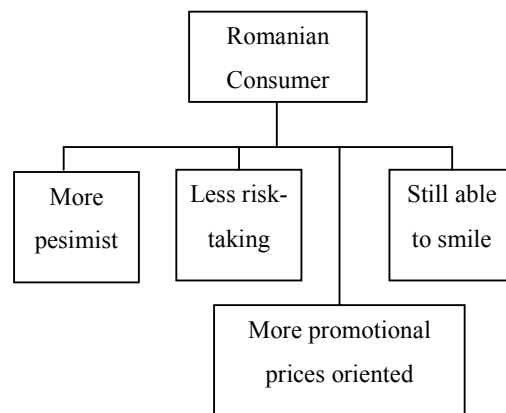 Romanian
Consumer
More
pesimist
Less risk-
taking
Still able
to smile
More promotional
prices oriented